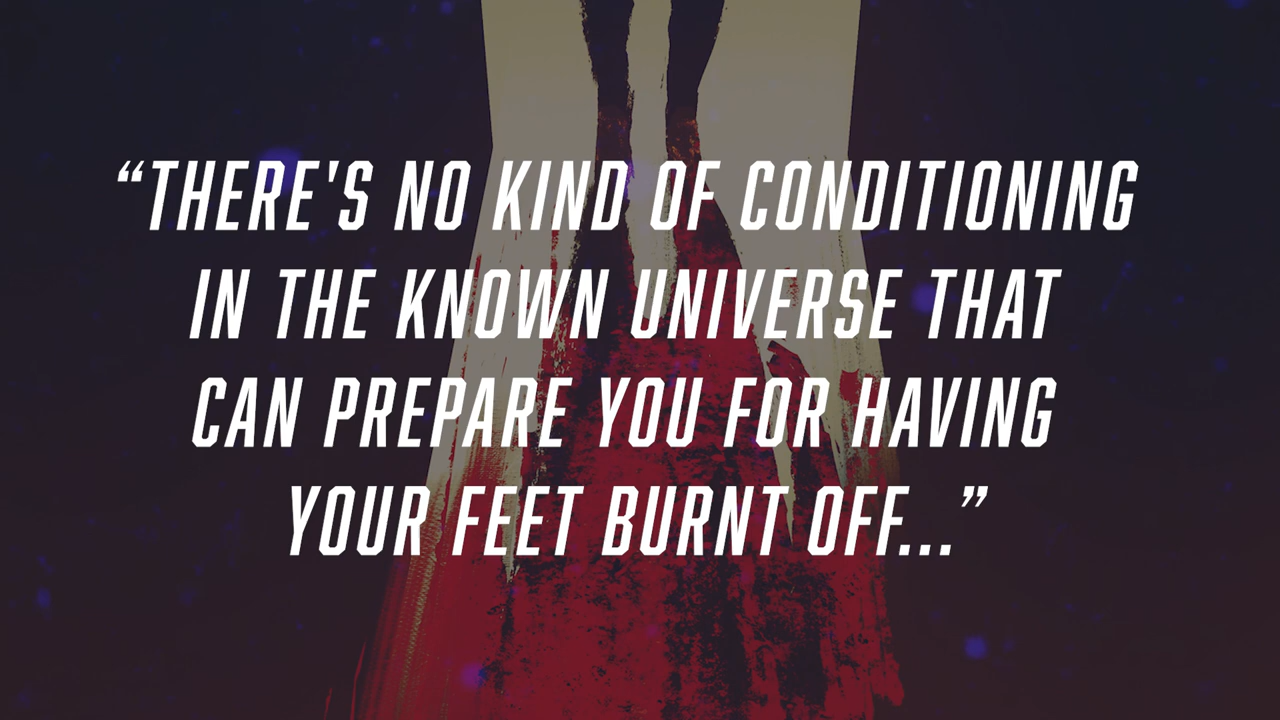 “THERE'S NO KIND OF CONDITIONING
IN THE KNOWN UNIVERSE THAT
CAN PREPARE YOU FOR HAVING
YOUR FEET BURNT OFF...”